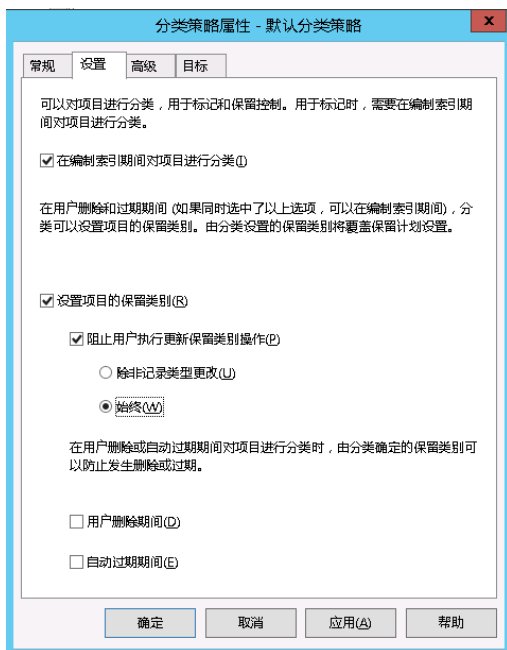 分类策略属性 - 默认分类策略
x
常规 设置 高级 目标
可以对项目进行分类，用于标记和保留控制。用于标记时，需要在编制索引期
间对项目进行分类。
在编制索引期间对项目进行分类(I)
在用户删除和过期期间 (如果同时选中了以上选项，可以在编制索引期间)，分
类可以设置项目的保留类别。由分类设置的保留类别将覆盖保留计划设置。
设置项目的保留类别(R)
阻止用户执行更新保留类别操作(P)
除非记录类型更改(U)
始终(W)
在用户删除或自动过期期间对项目进行分类时，由分类确定的保留类别可
以防止发生删除或过期。
用户删除期间(D)
自动过期期间(E)
确定 取消 应用(A) 帮助